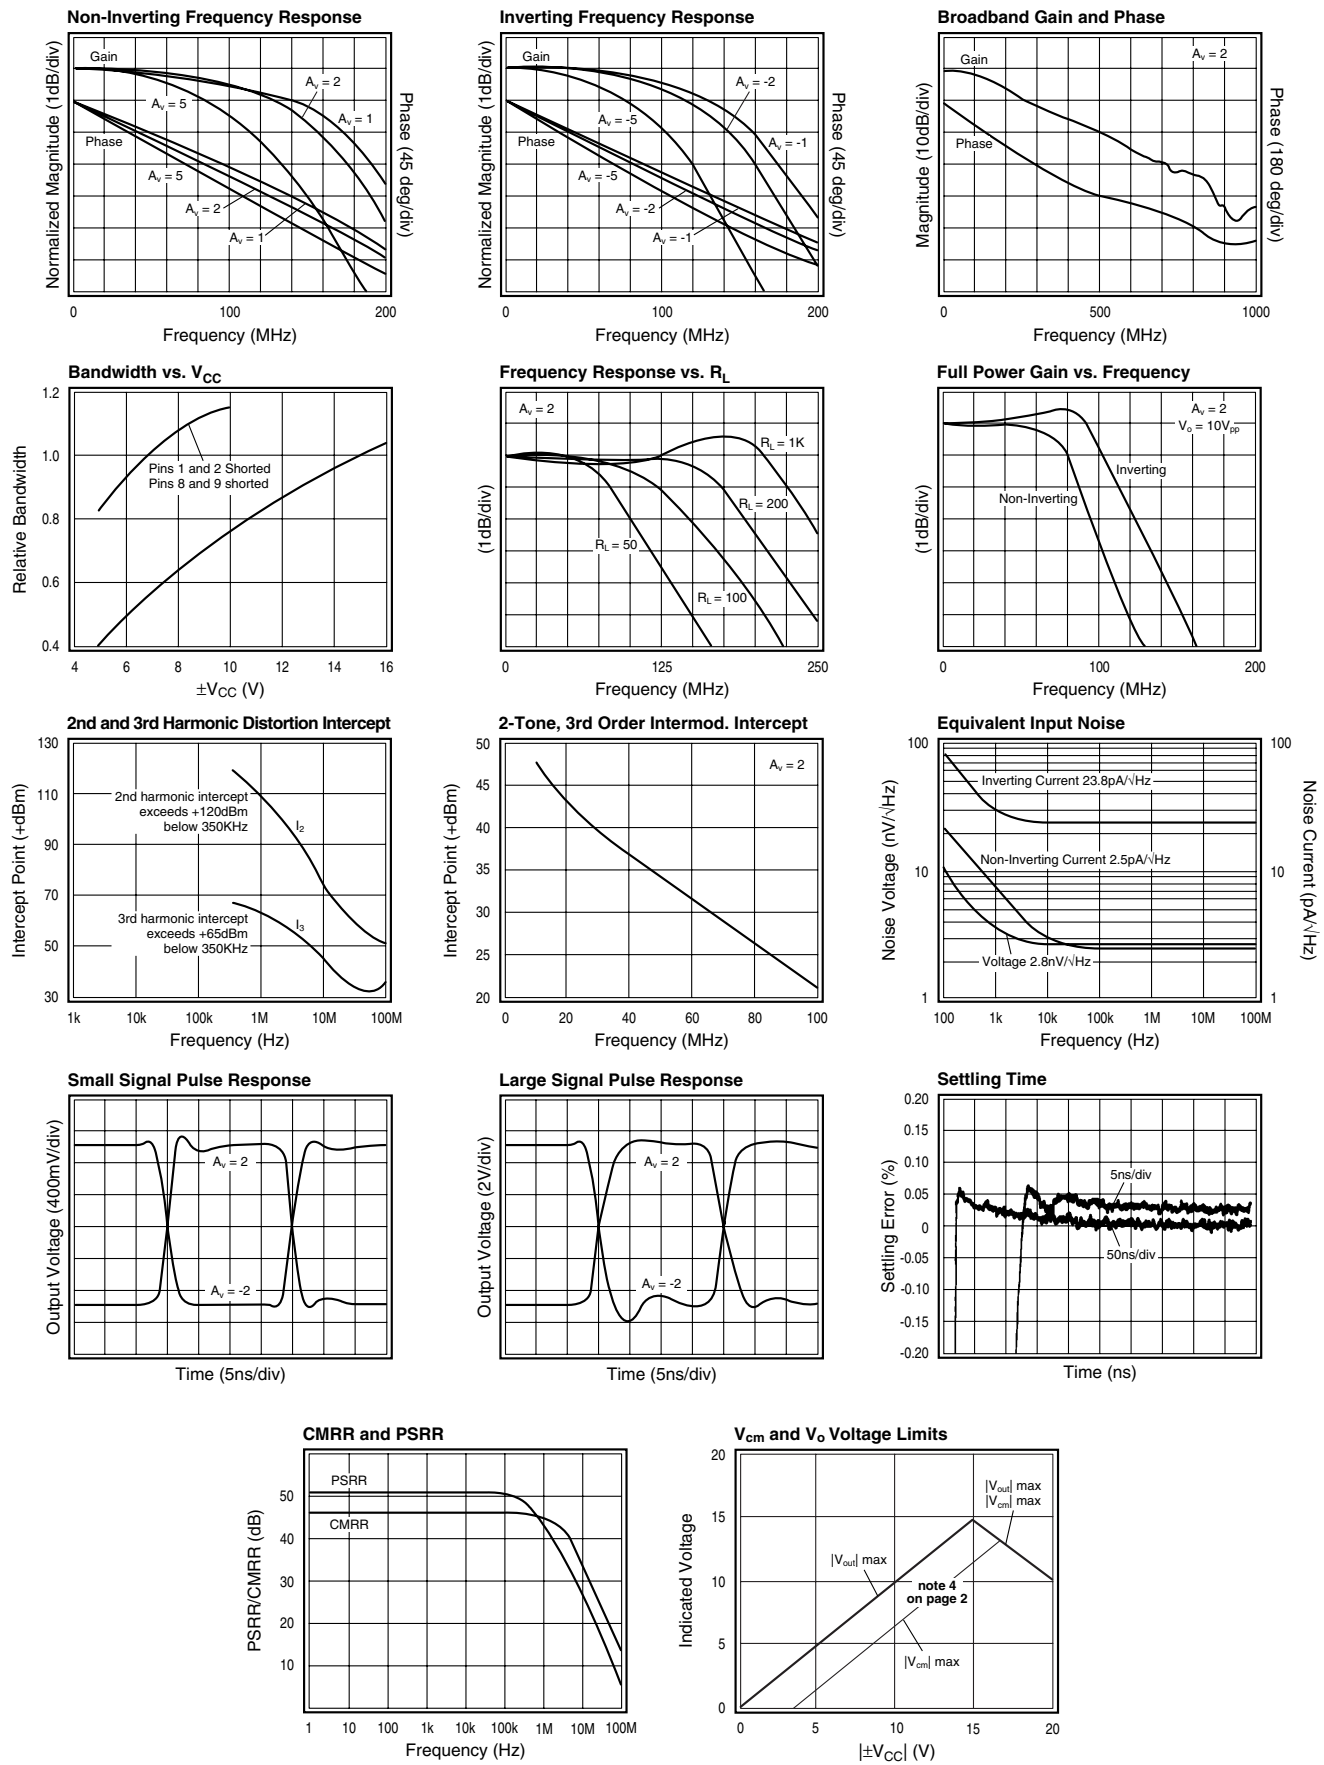 Non-Inverting Frequency Response
Normalized Magnitude (1dB/div)
Phase (45 deg/div)
Gain
Av = 2
Av = 5
Av = 1
Phase
Av = 5
Av = 2
Av = 1
0 100 200
Frequency (MHz)
Inverting Frequency Response
Normalized Magnitude (1dB/div)
Phase (45 deg/div)
Gain
Av = -2
Av = -5
Av = -1
Phase
Av = -5
Av = -2
Av = -1
0 100 200
Frequency (MHz)
Broadband Gain and Phase
Magnitude (10dB/div)
Phase (180 deg/div)
Av = 2
Gain
Phase
0 500 1000
Frequency (MHz)
Bandwidth vs. VCC
Relative Bandwidth
1.2
1.0
0.8
0.6
0.4
Pins 1 and 2 Shorted
Pins 8 and 9 shorted
4 6 8 10 12 14 16
±VCC (V)
Frequency Response vs. RL
(1dB/div)
Av = 2
RL = 1K
RL = 200
RL = 50
RL = 100
0 125 250
Frequency (MHz)
Full Power Gain vs. Frequency
(1dB/div)
Av = 2
Vo = 10Vpp
Inverting
Non-Inverting
0 100 200
Frequency (MHz)
2nd and 3rd Harmonic Distortion Intercept
Intercept Point (+dBm)
130
110
90
70
50
30
2nd harmonic intercept
exceeds +120dBm
below 350KHz
I2
3rd harmonic intercept
exceeds +65dBm
below 350KHz
I3
1k 10k 100k 1M 10M 100M
Frequency (Hz)
2-Tone, 3rd Order Intermod. Intercept
Intercept Point (+dBm)
50
45
40
35
30
25
20
Av = 2
0 20 40 60 80 100
Frequency (MHz)
Equivalent Input Noise
Noise Voltage (nV/√Hz)
Noise Current (pA/√Hz)
100 100
10 10
1 1
Inverting Current 23.8pA/√Hz
Non-Inverting Current 2.5pA/√Hz
Voltage 2.8nV/√Hz
100 1k 10k 100k 1M 10M 100M
Frequency (Hz)
Small Signal Pulse Response
Output Voltage (400mV/div)
Av = 2
Av = -2
Time (5ns/div)
Large Signal Pulse Response
Output Voltage (2V/div)
Av = 2
Av = -2
Time (5ns/div)
Settling Time
Settling Error (%)
0.20
0.15
0.10
0.05
0
-0.05
-0.10
-0.15
-0.20
5ns/div
50ns/div
Time (ns)
CMRR and PSRR
PSRR/CMRR (dB)
50
40
30
20
10
PSRR
CMRR
1 10 100 1k 10k 100k 1M 10M 100M
Frequency (Hz)
Vcm and Vo Voltage Limits
Indicated Voltage
20
15
10
5
0
|Vout| max
|Vcm| max
|Vout| max
note 4
on page 2
|Vcm| max
0 5 10 15 20
|±VCC| (V)